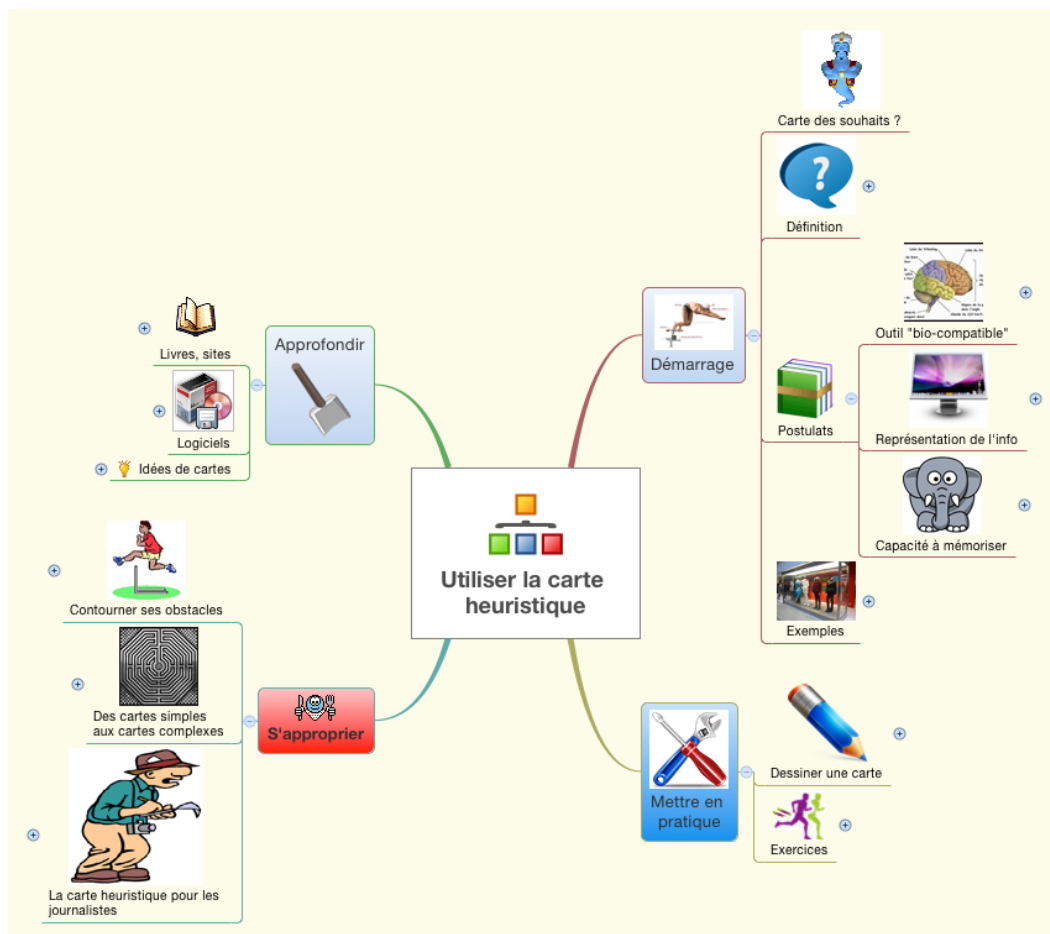 Carte des souhaits ?
?
Définition
Outil "bio-compatible"
Démarrage
Postulats
Représentation de l'info
Capacité à mémoriser
Exemples
Utiliser la carte
heuristique
Mettre en
pratique
Dessiner une carte
Exercices
S'approprier
Contourner ses obstacles
Des cartes simples
aux cartes complexes
La carte heuristique pour les
journalistes
Approfondir
Livres, sites
Logiciels
Idées de cartes